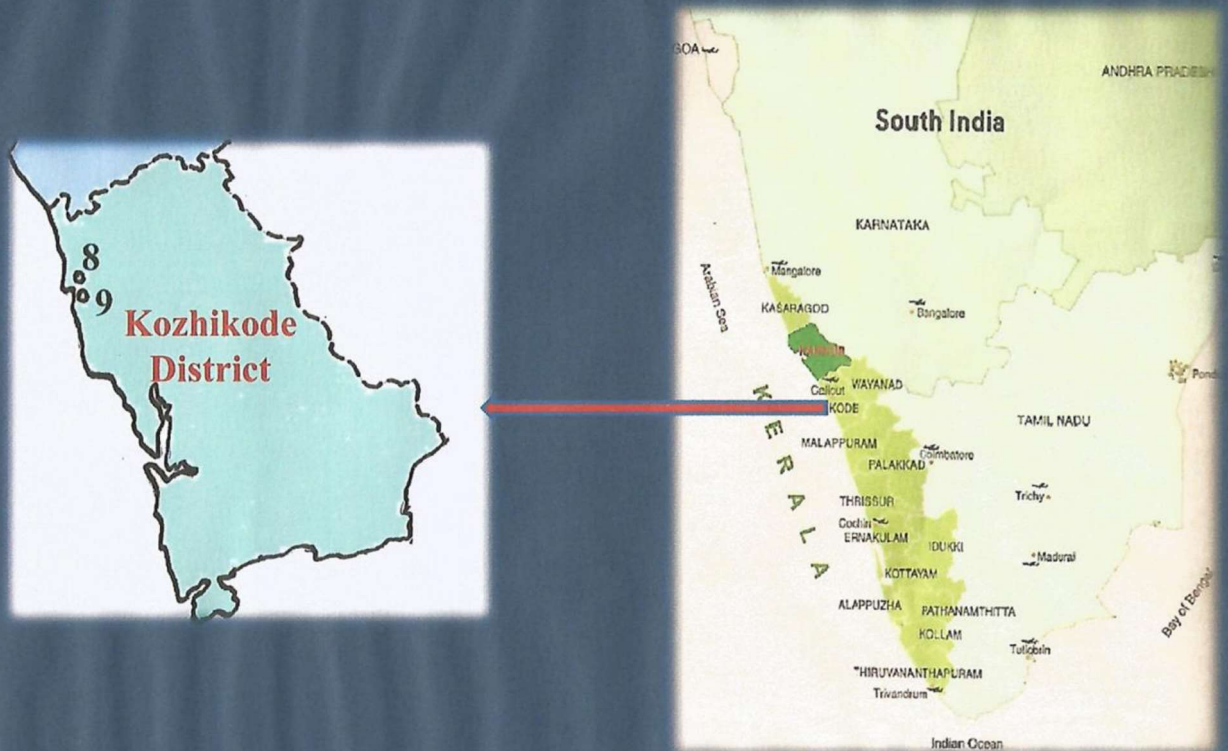 8
9
Kozhikode
District
GOA
ANDHRA PRADESH
South India
KARNATAKA
Arabian Sea
Mangalore
KASARAGOD
Bangalore
Calicut
WAYANAD
KODE
KERALA
TAMIL NADU
MALAPPURAM
Coimbatore
PALAKKAD
THRISSUR
Trichy
Cochin
ERNAKULAM
IDUKKI
Madurai
KOTTAYAM
ALAPPUZHA
PATHANAMTHITTA
Bay of Bengal
KOLLAM
Tuticorin
THIRUVANANTHAPURAM
Trivandrum
Indian Ocean